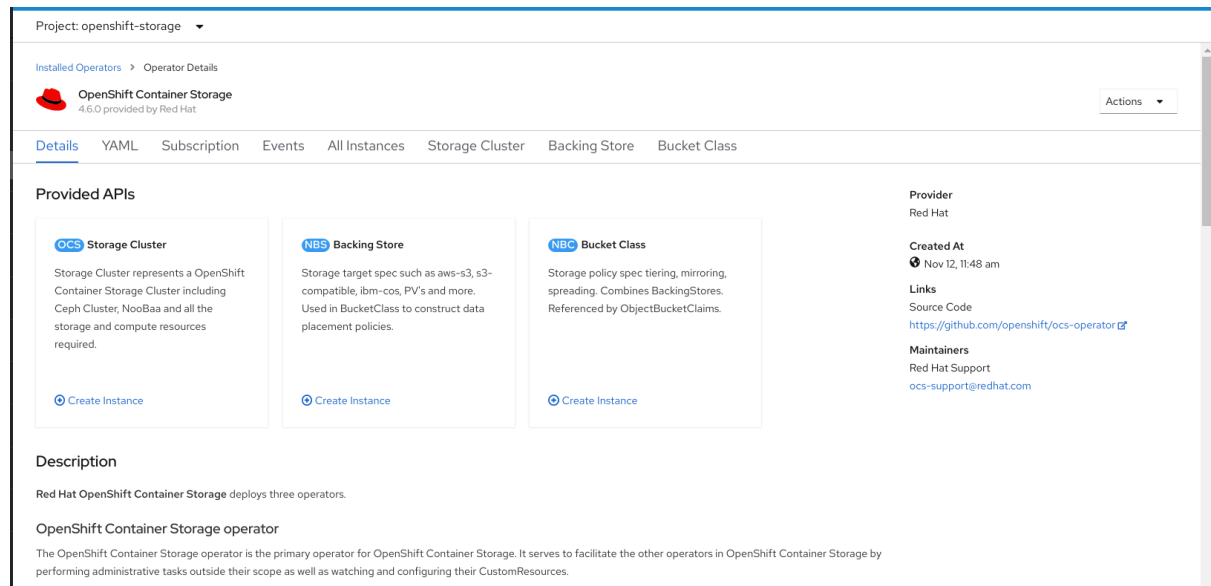 Project: openshift-storage
Installed Operators > Operator Details
OpenShift Container Storage
4.6.0 provided by Red Hat
Actions
Details YAML Subscription Events All Instances Storage Cluster Backing Store Bucket Class
Provided APIs
OCS Storage Cluster
Storage Cluster represents a OpenShift
Container Storage Cluster including
Ceph Cluster, NooBaa and all the
storage and compute resources
required.
Create Instance
NBS Backing Store
Storage target spec such as aws-s3, s3-
compatible, ibm-cos, PV's and more.
Used in BucketClass to construct data
placement policies.
Create Instance
NBC Bucket Class
Storage policy spec tiering, mirroring,
spreading. Combines BackingStores.
Referenced by ObjectBucketClaims.
Create Instance
Provider
Red Hat
Created At
Nov 12, 11:48 am
Links
Source Code
https://github.com/openshift/ocs-operator
Maintainers
Red Hat Support
ocs-support@redhat.com
Description
Red Hat OpenShift Container Storage deploys three operators.
OpenShift Container Storage operator
The OpenShift Container Storage operator is the primary operator for OpenShift Container Storage. It serves to facilitate the other operators in OpenShift Container Storage by
performing administrative tasks outside their scope as well as watching and configuring their CustomResources.